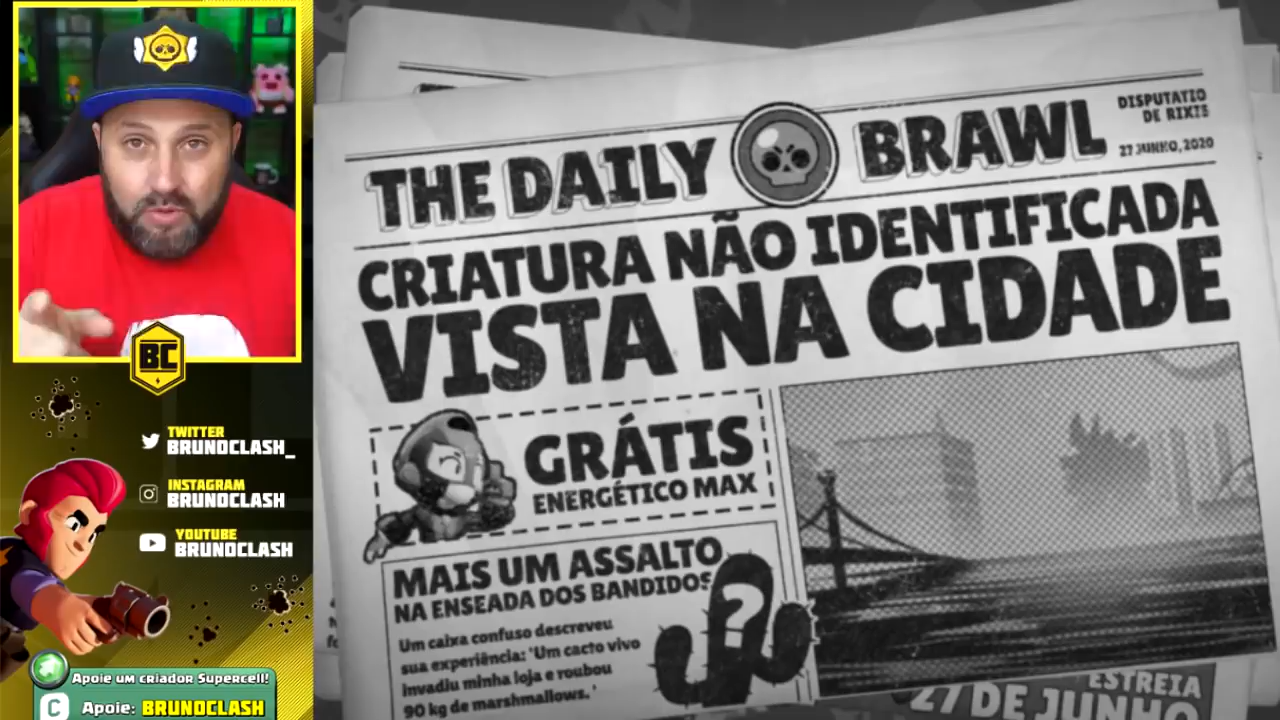 BC
TWITTER
BRUNOCLASH_
INSTAGRAM
BRUNOCLASH
YOUTUBE
BRUNOCLASH
Apoie um criador Supercell!
C
Apoie: BRUNOCLASH
THE DAILY BRAWL
DISPUTATIO
DE RIXIS
27 JUNHO, 2020
CRIATURA NÃO IDENTIFICADA
VISTA NA CIDADE
GRÁTIS
ENERGÉTICO MAX
MAIS UM ASSALTO
NA ENSEADA DOS BANDIDOS
?
Um caixa confuso descreveu
sua experiência: 'Um cacto vivo
invadiu minha loja e roubou
90 kg de marshmallows.'
ESTREIA
27 DE JUNHO